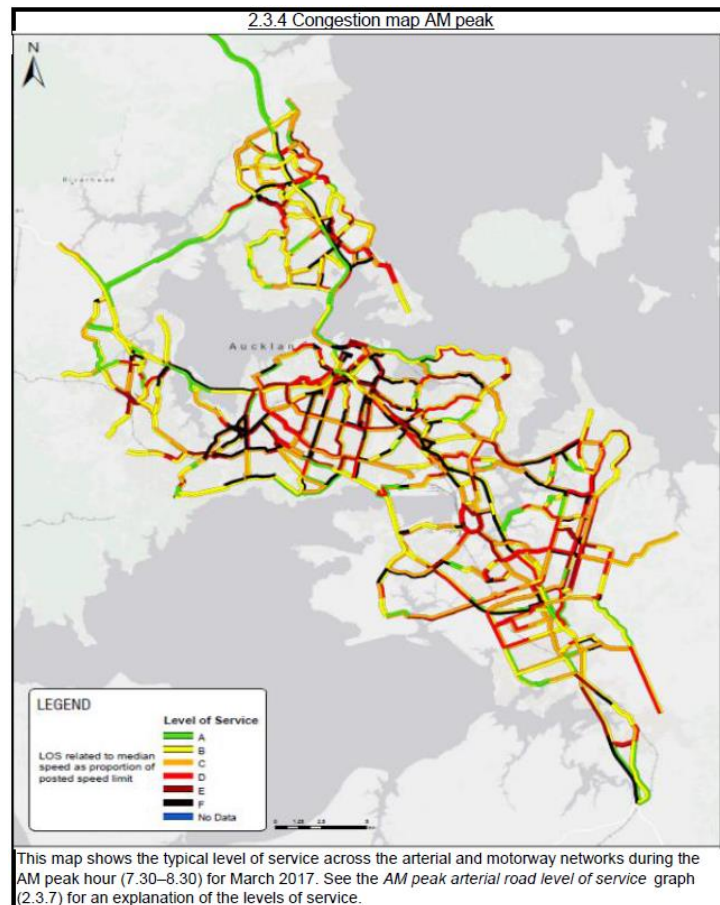 2.3.4 Congestion map AM peak
N
Riverhead
Aucklan
LEGEND
Level of Service
A
B
C
D
E
F
No Data
LOS related to median
speed as proportion of
posted speed limit
This map shows the typical level of service across the arterial and motorway networks during the
AM peak hour (7.30–8.30) for March 2017. See the AM peak arterial road level of service graph
(2.3.7) for an explanation of the levels of service.